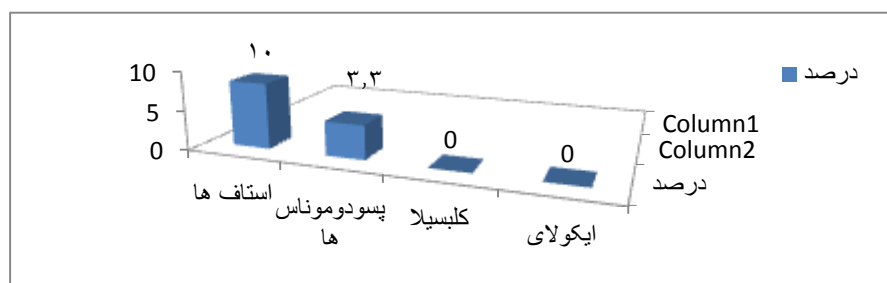 ۱۰
۳,۳
0
0
10
5
0
درصد
Column1
Column2
درصد
استاف ها
پسودوموناس
ها
کلبسیلا
ایکولای